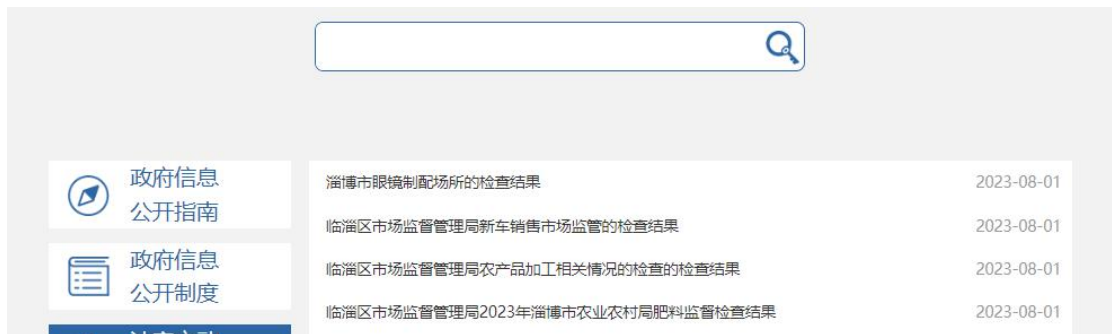 政府信息
公开指南
政府信息
公开制度
淄博市眼镜制配场所的检查结果 2023-08-01
临淄区市场监督管理局新车销售市场监管的检查结果 2023-08-01
临淄区市场监督管理局农产品加工相关情况的检查的检查结果 2023-08-01
临淄区市场监督管理局2023年淄博市农业农村局肥料监督检查结果 2023-08-01